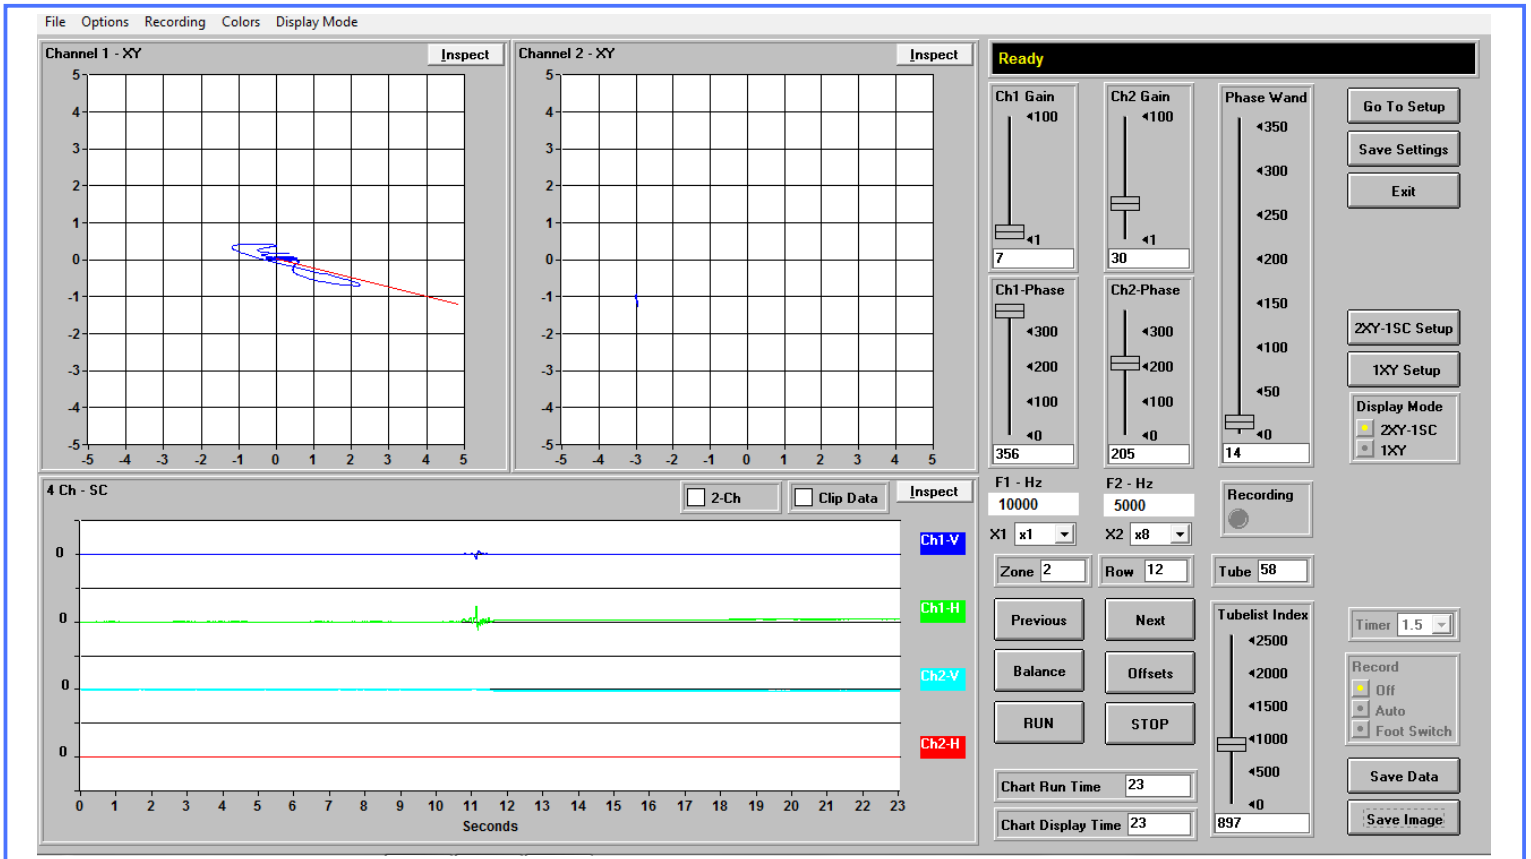 File Options Recording Colors Display Mode
Channel 1 - XY
Inspect
5
4
3
2
1
0
-1
-2
-3
-4
-5
-5 -4 -3 -2 -1 0 1 2 3 4 5
Channel 2 - XY
Inspect
5
4
3
2
1
0
-1
-2
-3
-4
-5
-5 -4 -3 -2 -1 0 1 2 3 4 5
4 Ch - SC
2-Ch
Clip Data
Inspect
0
Ch1-V
0
Ch1-H
0
Ch2-V
0
Ch2-H
0 1 2 3 4 5 6 7 8 9 10 11 12 13 14 15 16 17 18 19 20 21 22 23
Seconds
Ready
Ch1 Gain
100
1
7
Ch2 Gain
100
1
30
Phase Wand
350
300
250
200
150
100
50
0
14
Ch1-Phase
300
200
100
0
356
Ch2-Phase
300
200
100
0
205
Go To Setup
Save Settings
Exit
2XY-1SC Setup
1XY Setup
Display Mode
2XY-1SC
1XY
F1 - Hz
10000
F2 - Hz
5000
Recording
X1 x1
X2 x8
Zone 2
Row 12
Tube 58
Previous
Next
Balance
Offsets
RUN
STOP
Tubelist Index
2500
2000
1500
1000
500
0
897
Timer 1.5
Record
Off
Auto
Foot Switch
Chart Run Time 23
Chart Display Time 23
Save Data
Save Image